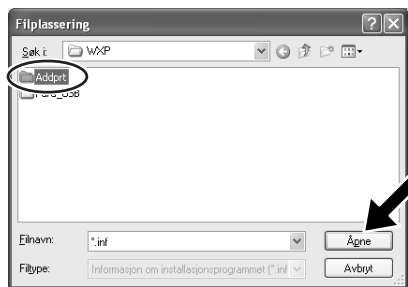 Filplassering
Søk i: WXP
Addprt
Filnavn: *.inf Åpne
Filtype: Informasjon om installasjonsprogrammet (*.inf Avbryt